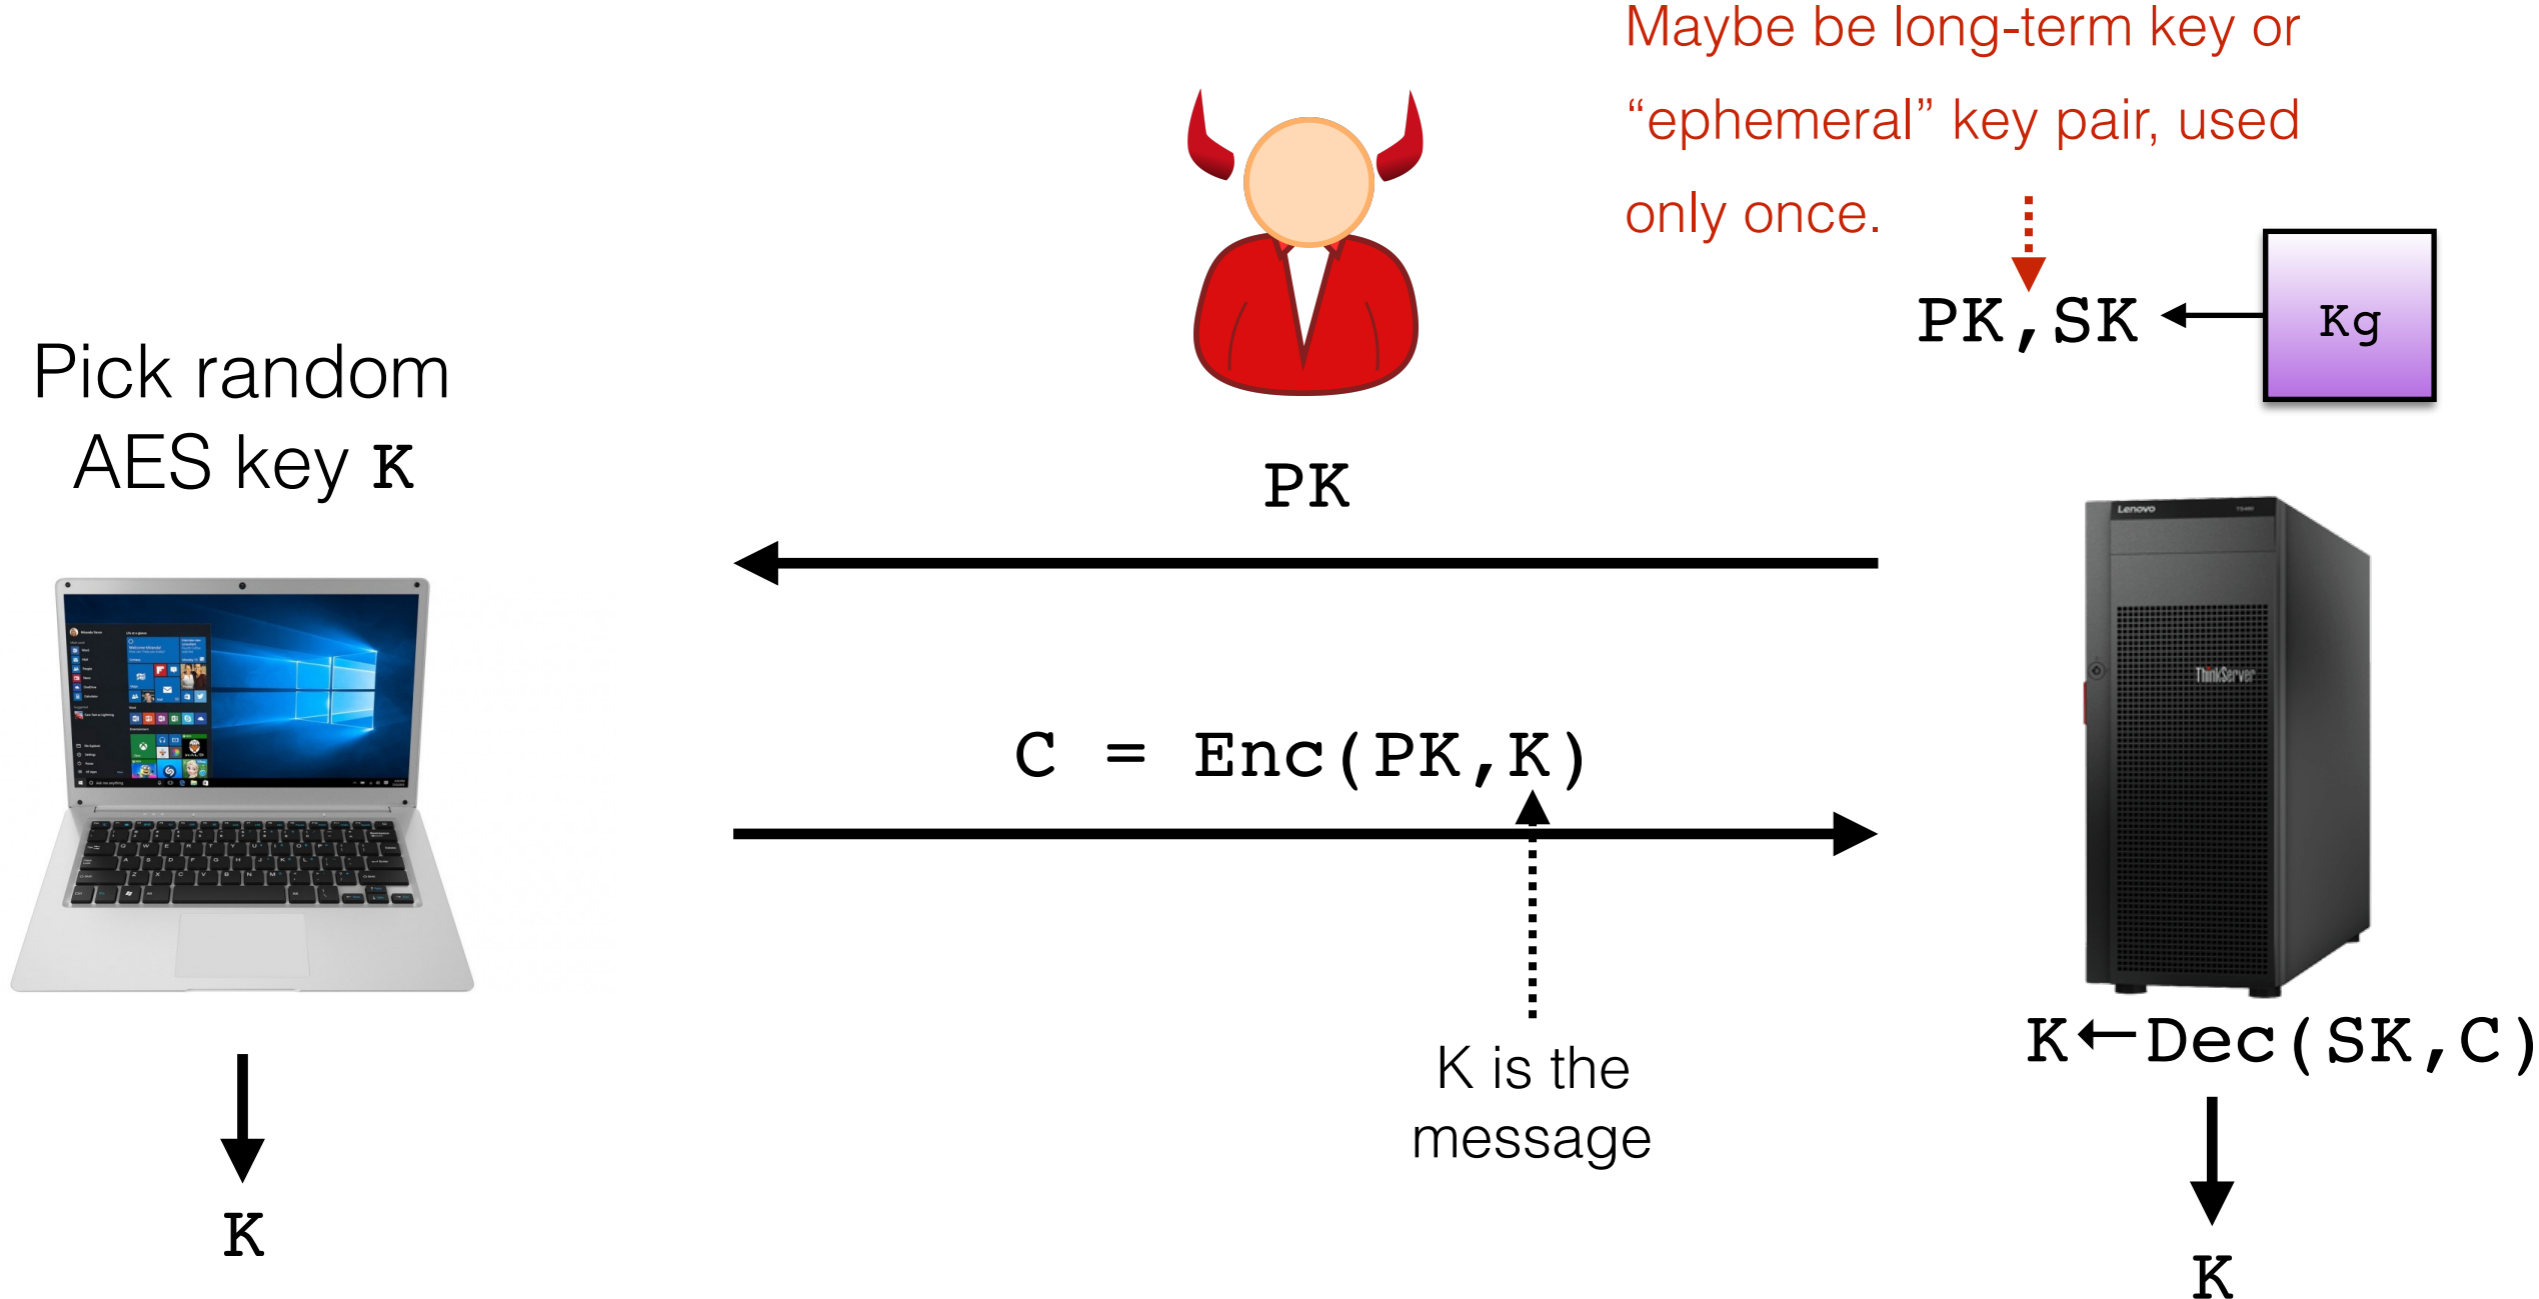 Maybe be long-term key or
“ephemeral” key pair, used
only once.
PK,SK
Kg
Pick random
AES key K
PK
Lenovo
ThinkServer
C = Enc(PK,K)
K is the
message
K←Dec(SK,C)
K
K